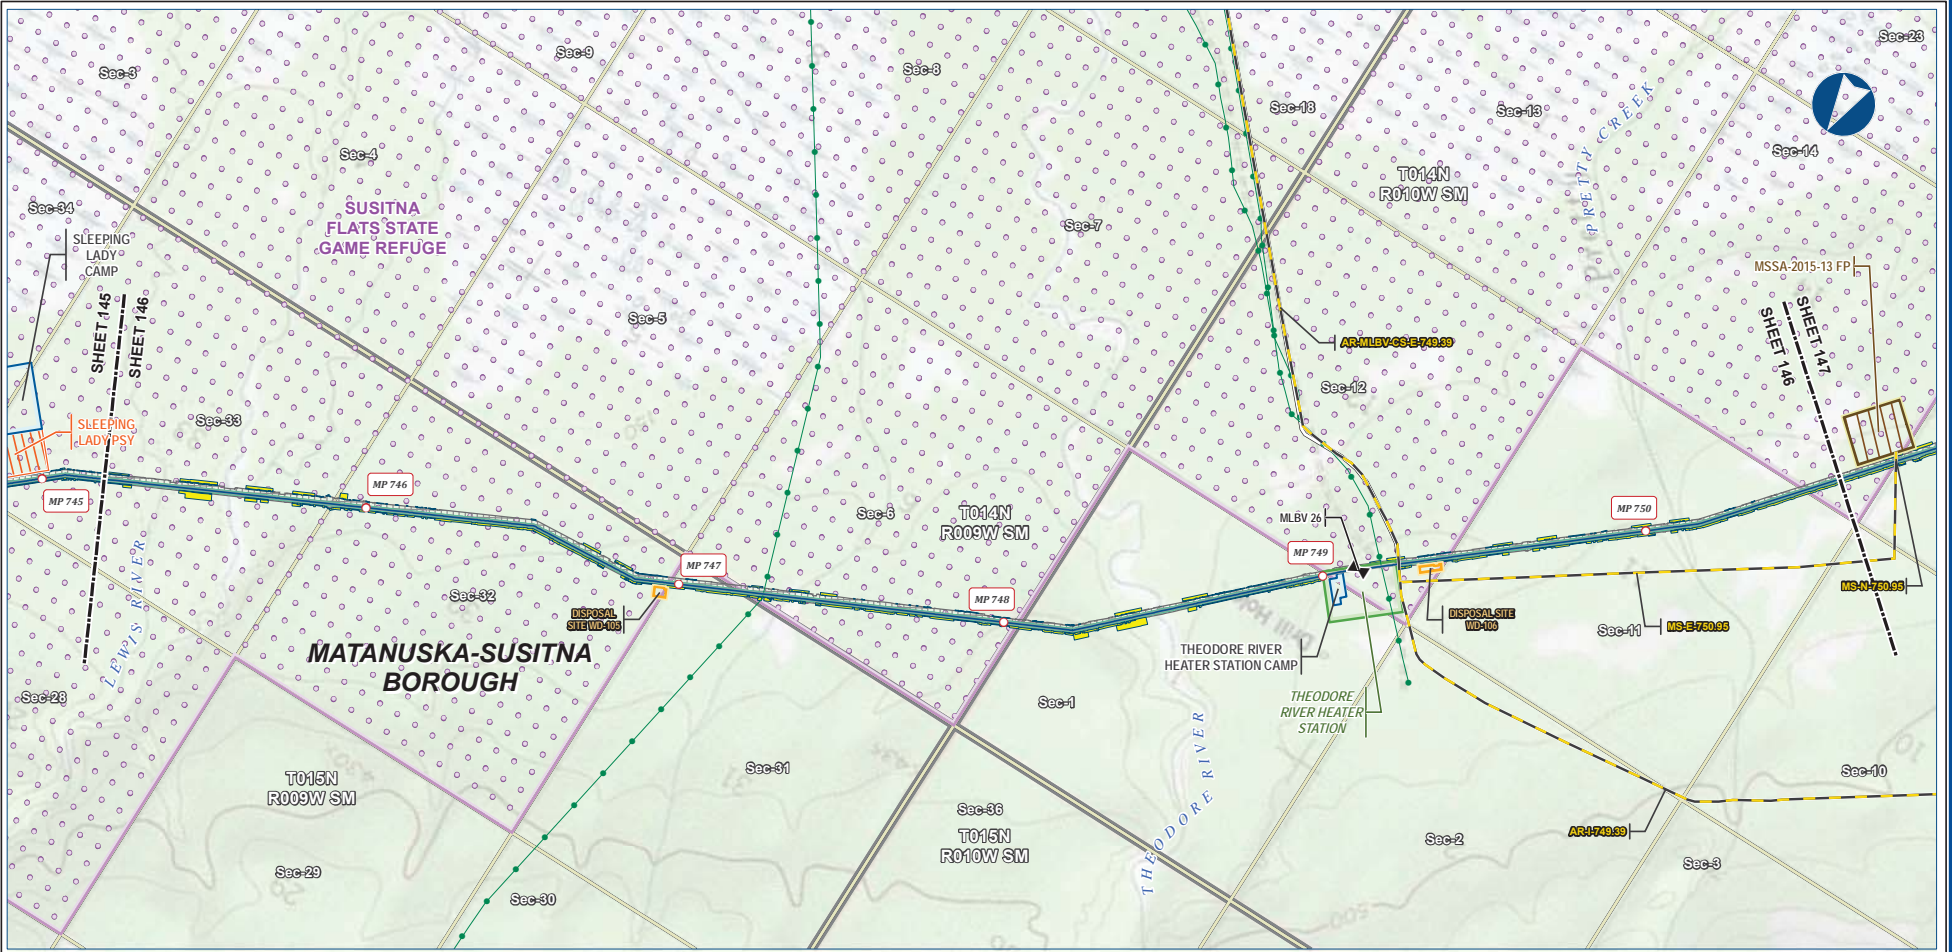 Sec-3
Sec-9
Sec-8
Sec-18
Sec-13
Sec-23
Sec-14
Sec-4
Sec-34
SUSITNA
FLATS STATE
GAME REFUGE
Sec-7
T014N
R010W SM
PRETTY CREEK
SLEEPING
LADY
CAMP
SHEET 145
SHEET 146
Sec-5
MSSA-2015-13 FP
SHEET 147
SHEET 146
AR-MLBV-CS-E-749.39
Sec-12
Sec-33
SLEEPING
LADY PSY
MP 745
MP 746
Sec-6
T014N
R009W SM
MLBV 26
MP 750
MP 749
MP 747
MP 748
LEWIS RIVER
Sec-32
DISPOSAL
SITE WD-105
DISPOSAL SITE
WD-106
Sec-11
MS-E-750.95
MS-N-750.95
MATANUSKA-SUSITNA
BOROUGH
THEODORE RIVER
HEATER STATION CAMP
Sec-28
Sec-1
THEODORE
RIVER HEATER
STATION
THEODORE RIVER
T015N
R009W SM
Sec-31
Sec-10
Sec-36
T015N
R010W SM
AR-I-749.39
Sec-2
Sec-3
Sec-29
Sec-30
500